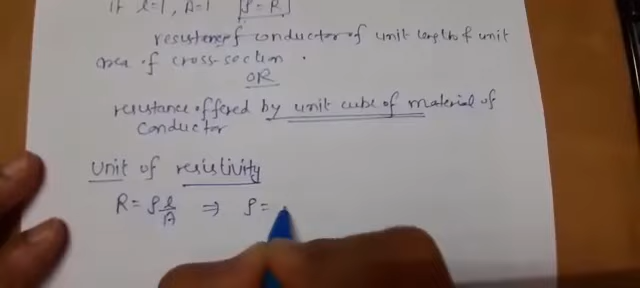 If l=1, A=1 ρ = R
resistance of conductor of unit length & unit
area of cross-section .
OR
resistance offered by unit cube of material of
conductor
Unit of resistivity
R = ρ l/A ⇒ ρ =